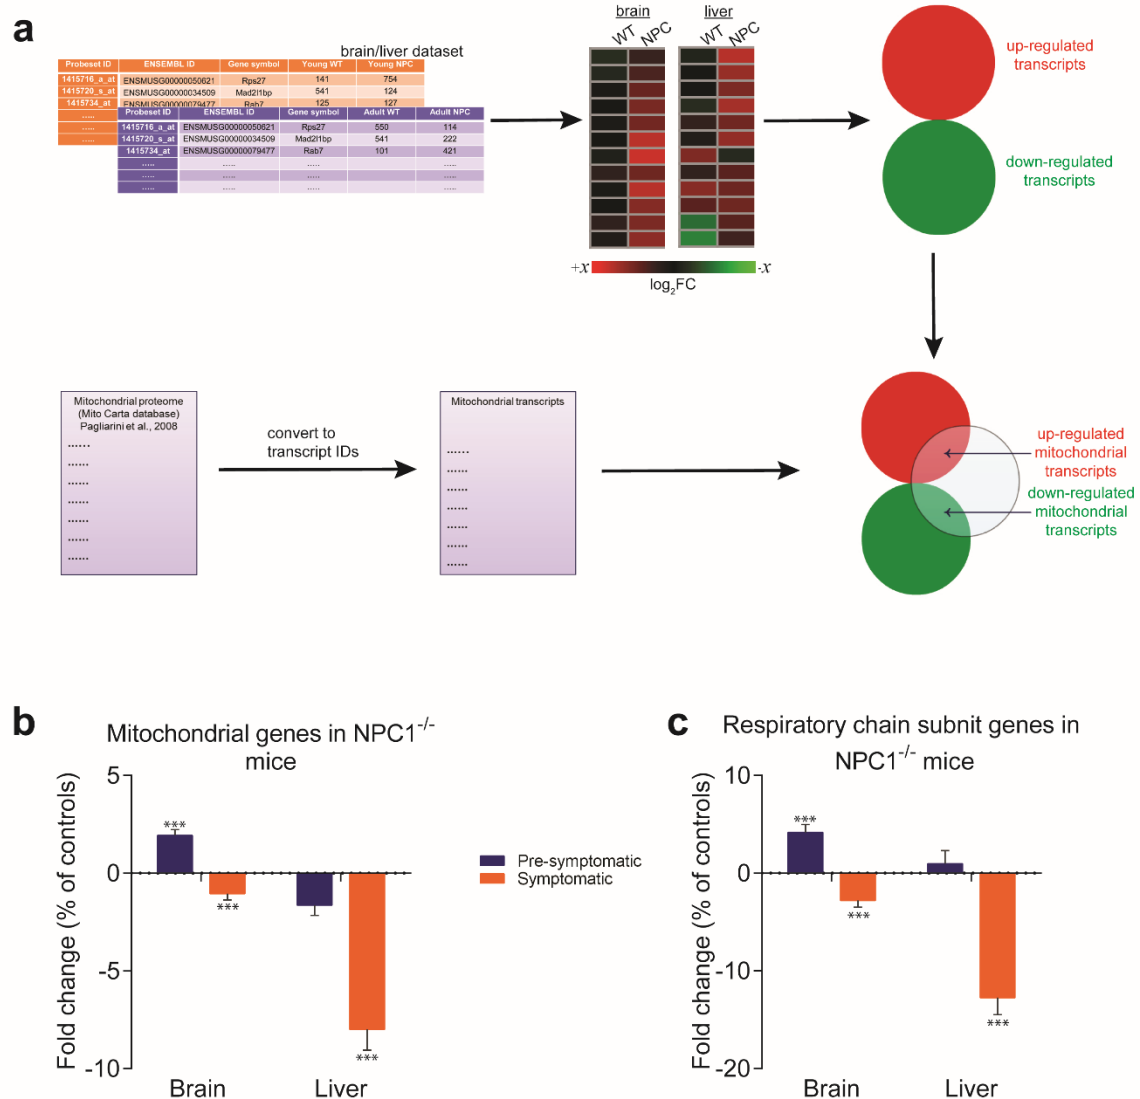 a
brain/liver dataset
Probeset ID ENSEMBL ID Gene symbol Young WT Young NPC
1415716_a_at ENSMUSG00000050621 Rps27 141 754
1415720_s_at ENSMUSG00000034509 Mad2l1bp 541 124
1415734_at ENSMUSG00000079477 Rab7 125 127
.....
.....
Probeset ID ENSEMBL ID Gene symbol Adult WT Adult NPC
1415716_a_at ENSMUSG00000050621 Rps27 550 114
1415720_s_at ENSMUSG00000034509 Mad2l1bp 541 222
1415734_at ENSMUSG00000079477 Rab7 101 421
..... ..... ..... ..... .....
..... ..... ..... ..... .....
..... ..... ..... ..... .....
brain liver
WT NPC WT NPC
+x -x
log2FC
up-regulated
transcripts
down-regulated
transcripts
Mitochondrial proteome
(Mito Carta database)
Pagliarini et al., 2008
......
......
......
......
......
......
......
convert to
transcript IDs
Mitochondrial transcripts
......
......
......
......
......
......
......
up-regulated
mitochondrial
transcripts
down-regulated
mitochondrial
transcripts
b
Mitochondrial genes in NPC1-/-
mice
Fold change (% of controls)
5
0
-5
-10
***
***
***
Brain Liver
Pre-symptomatic
Symptomatic
c
Respiratory chain subnit genes in
NPC1-/- mice
Fold change (% of controls)
10
0
-10
-20
***
***
***
Brain Liver